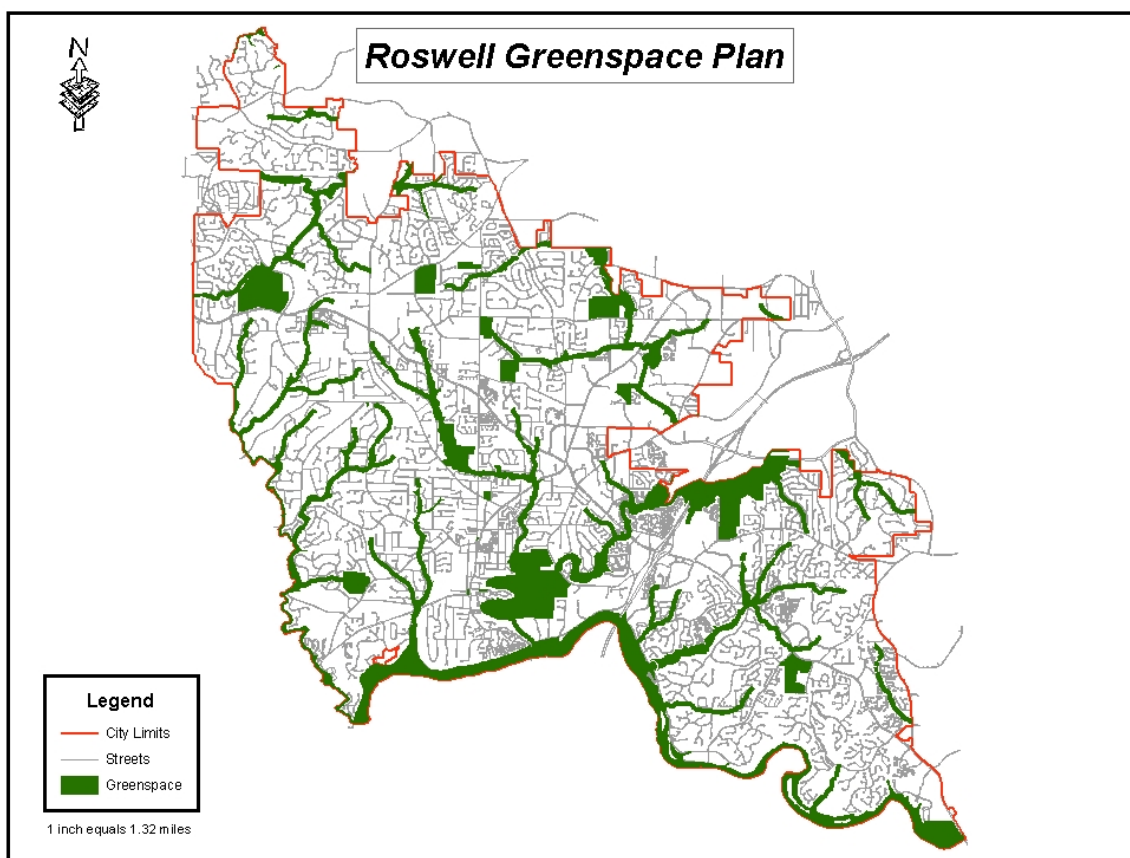 N
Roswell Greenspace Plan
Legend
City Limits
Streets
Greenspace
1 inch equals 1.32 miles